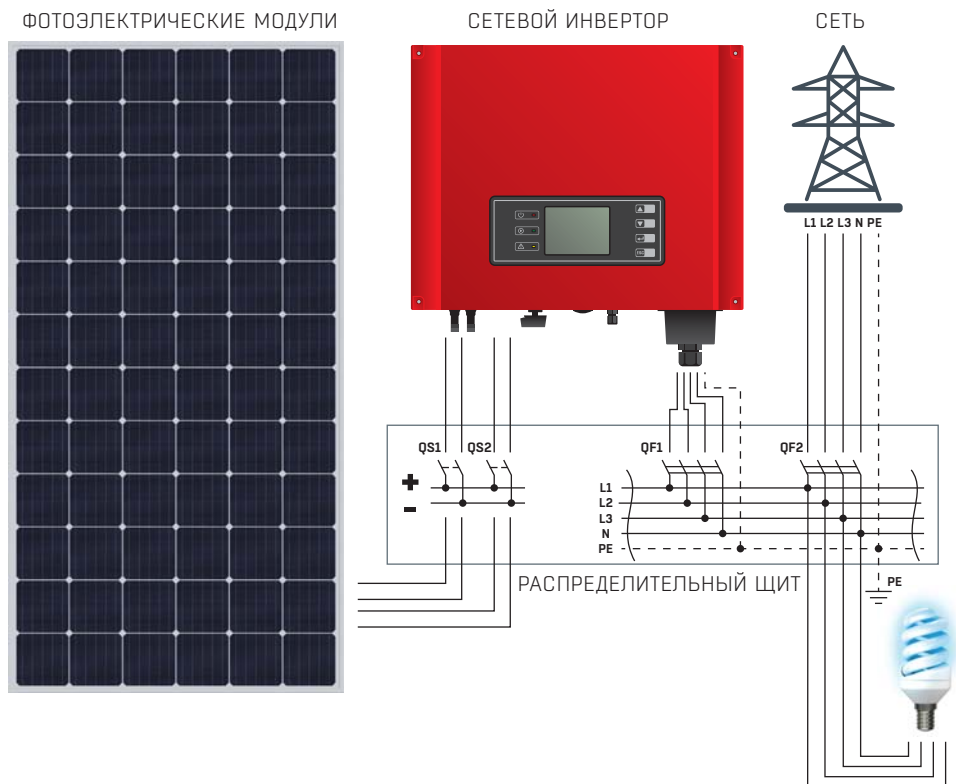 ФОТОЭЛЕКТРИЧЕСКИЕ МОДУЛИ
СЕТЕВОЙ ИНВЕРТОР
СЕТЬ
ESC
L1 L2 L3 N PE
QS1 QS2
QF1
QF2
+
-
L1
L2
L3
N
PE
РАСПРЕДЕЛИТЕЛЬНЫЙ ЩИТ
PE